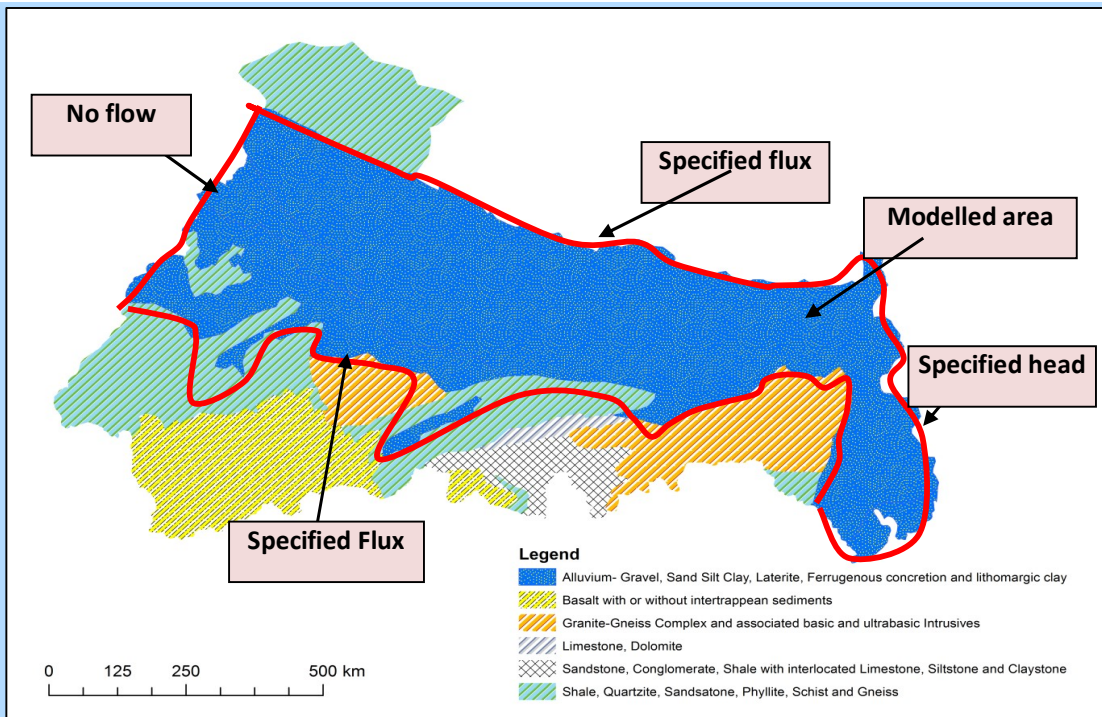 No flow
Specified flux
Modelled area
Specified head
Specified Flux
Legend
Alluvium- Gravel, Sand Silt Clay, Laterite, Ferrugenous concretion and lithomargic clay
Basalt with or without intertrappean sediments
Granite-Gneiss Complex and associated basic and ultrabasic Intrusives
Limestone, Dolomite
Sandstone, Conglomerate, Shale with interlocated Limestone, Siltstone and Claystone
Shale, Quartzite, Sandsatone, Phyllite, Schist and Gneiss
0 125 250 500 km